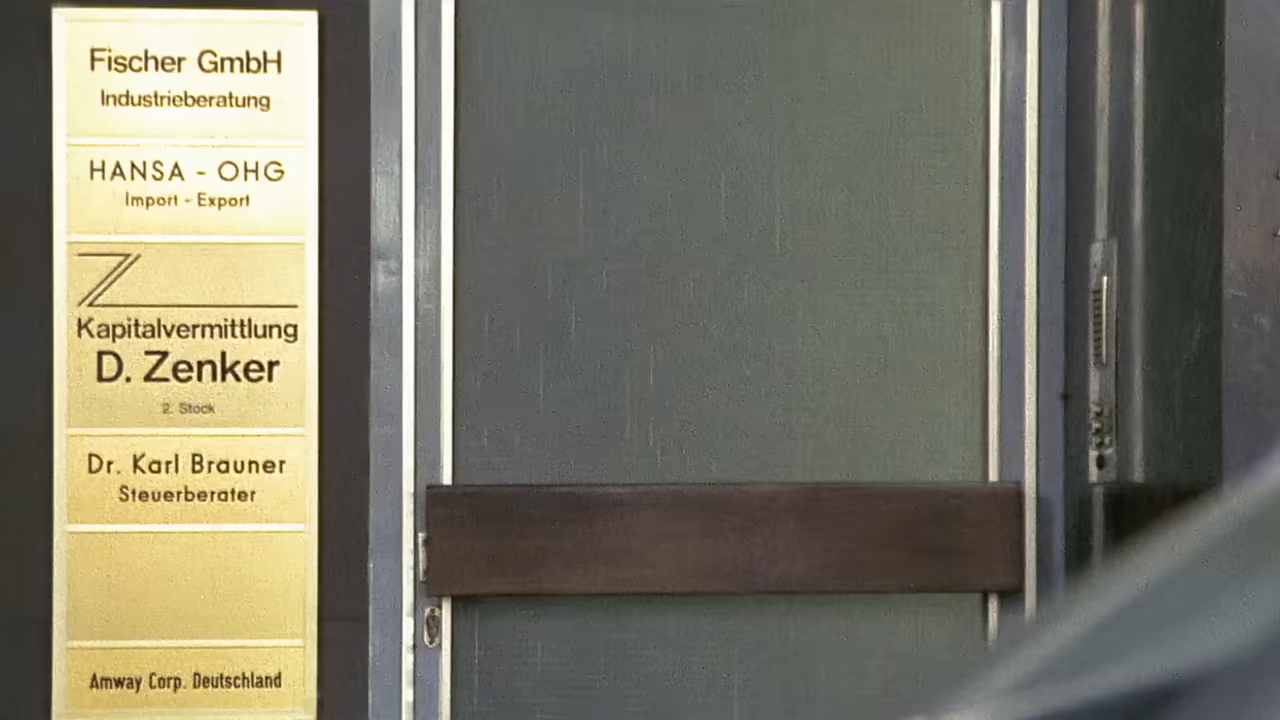 Fischer GmbH
Industrieberatung
HANSA - OHG
Import - Export
Kapitalvermittlung
D. Zenker
2. Stock
Dr. Karl Brauner
Steuerberater
Amway Corp. Deutschland